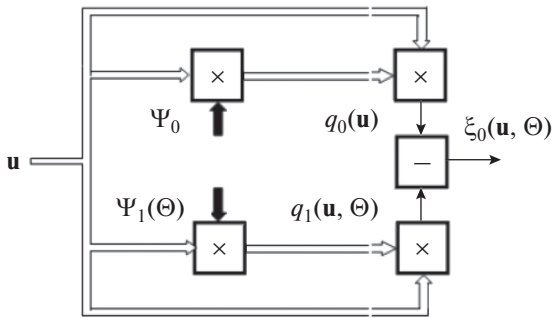 × ×
Ψ₀ q₀(u) ξ₀(u, Θ)
u −
Ψ₁(Θ) q₁(u, Θ)
× ×